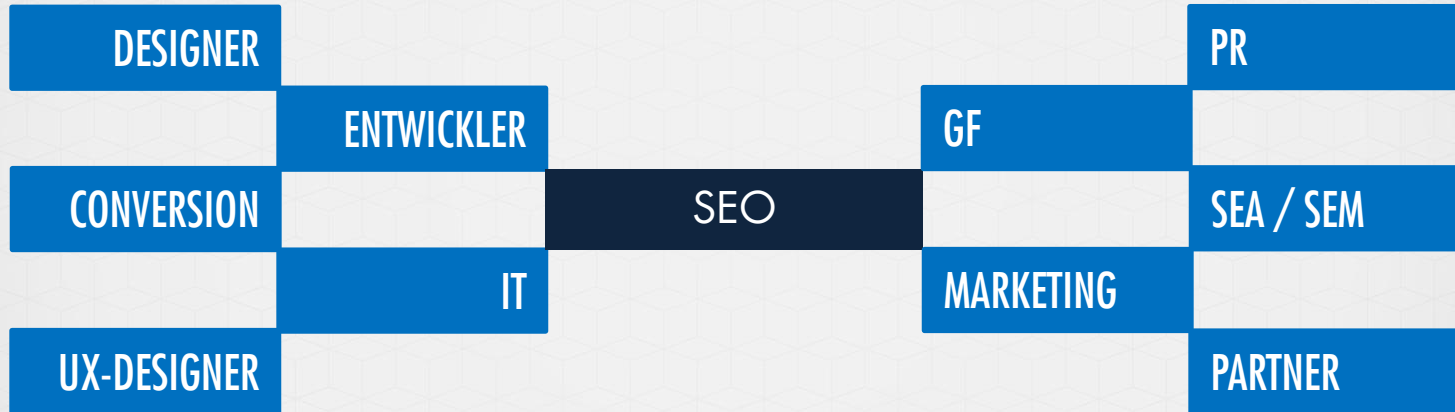 DESIGNER
PR
ENTWICKLER
GF
CONVERSION
SEO
SEA / SEM
IT
MARKETING
UX-DESIGNER
PARTNER